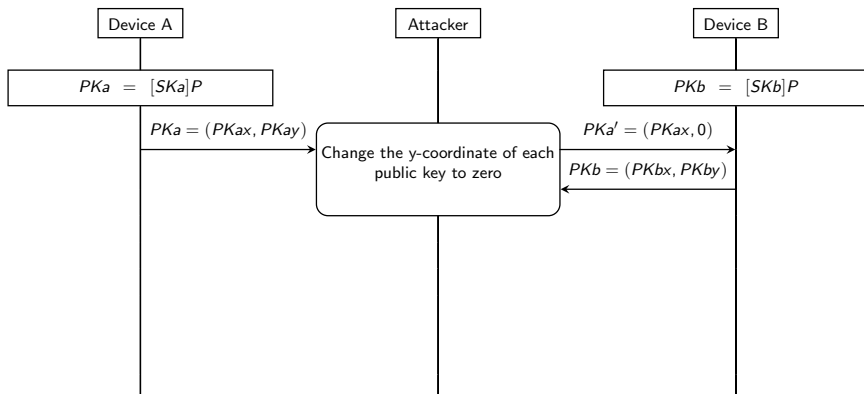 Device A
Attacker
Device B
PKa = [SKa]P
PKb = [SKb]P
PKa = (PKax, PKay)
PKa′ = (PKax, 0)
Change the y-coordinate of each
public key to zero
PKb = (PKbx, PKby)